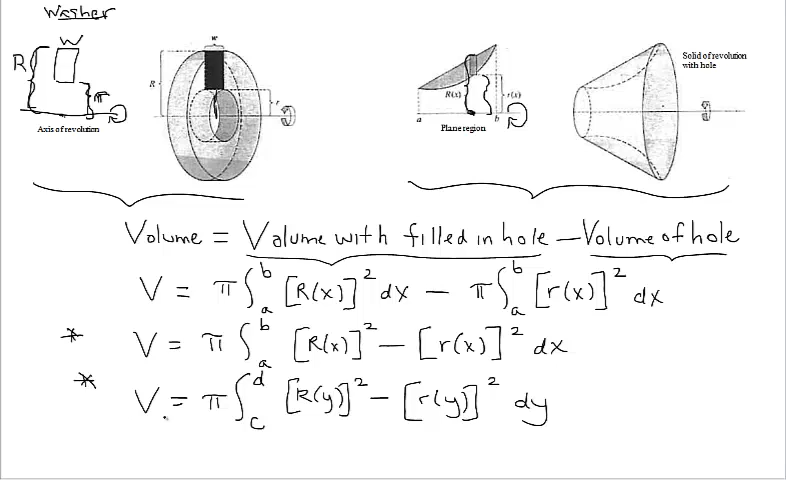 Washer
W
R
r
Axis of revolution
w
R
r
R(x)
r(x)
a
b
Plane region
Solid of revolution
with hole
Volume = Valume with filled in hole - Volume of hole
V = π∫_a^b [R(x)]² dx - π∫_a^b [r(x)]² dx
* V = π∫_a^b [R(x)]² - [r(x)]² dx
* V = π∫_c^d [R(y)]² - [r(y)]² dy